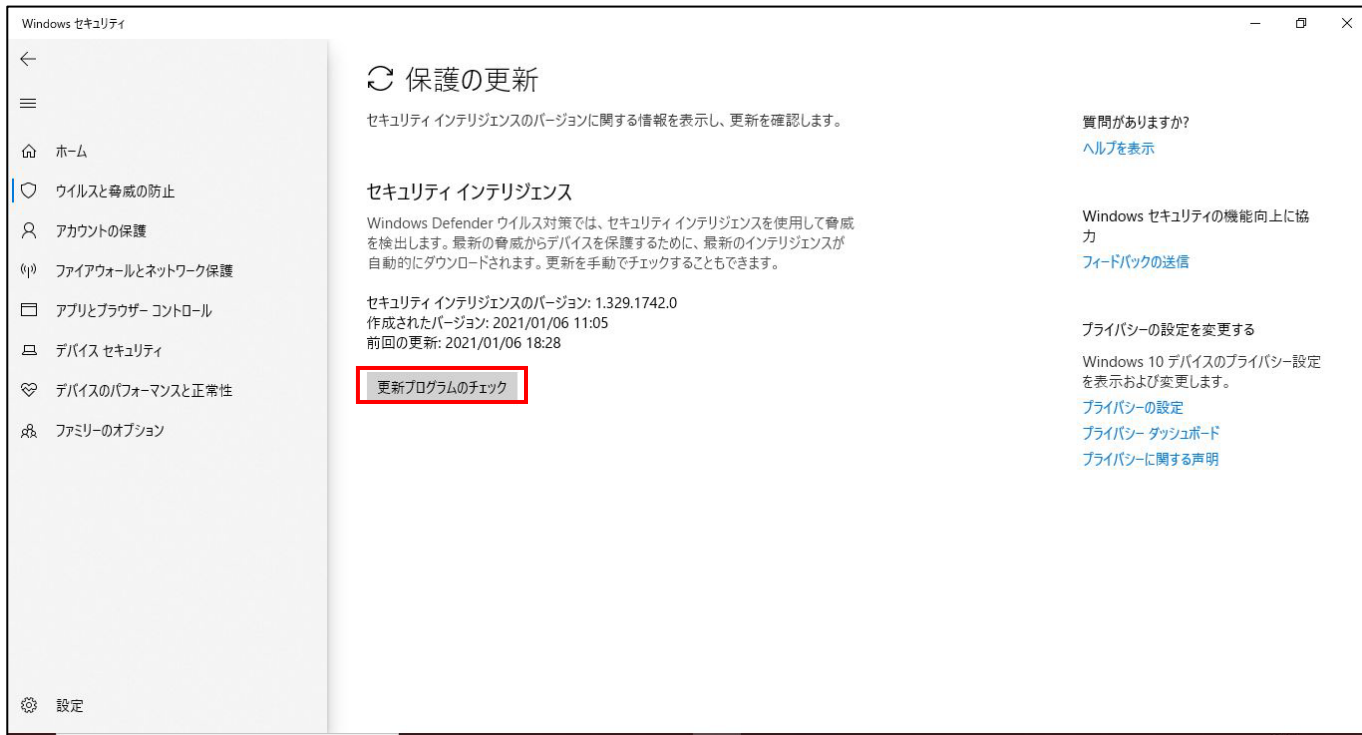 Windows セキュリティ
ホーム
ウイルスと脅威の防止
アカウントの保護
ファイアウォールとネットワーク保護
アプリとブラウザー コントロール
デバイス セキュリティ
デバイスのパフォーマンスと正常性
ファミリーのオプション
設定
保護の更新
セキュリティ インテリジェンスのバージョンに関する情報を表示し、更新を確認します。
セキュリティ インテリジェンス
Windows Defender ウイルス対策では、セキュリティ インテリジェンスを使用して脅威
を検出します。最新の脅威からデバイスを保護するために、最新のインテリジェンスが
自動的にダウンロードされます。更新を手動でチェックすることもできます。
セキュリティ インテリジェンスのバージョン: 1.329.1742.0
作成されたバージョン: 2021/01/06 11:05
前回の更新: 2021/01/06 18:28
更新プログラムのチェック
質問がありますか?
ヘルプを表示
Windows セキュリティの機能向上に協
力
フィードバックの送信
プライバシーの設定を変更する
Windows 10 デバイスのプライバシー設定
を表示および変更します。
プライバシーの設定
プライバシー ダッシュボード
プライバシーに関する声明